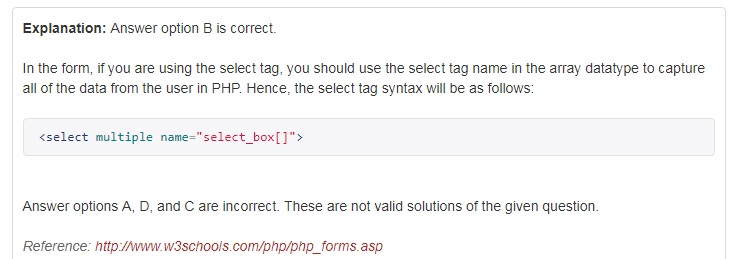 Explanation: Answer option B is correct.
In the form, if you are using the select tag, you should use the select tag name in the array datatype to capture
all of the data from the user in PHP. Hence, the select tag syntax will be as follows:
<select multiple name="select_box[]">
Answer options A, D, and C are incorrect. These are not valid solutions of the given question.
Reference: http://www.w3schools.com/php/php_forms.asp